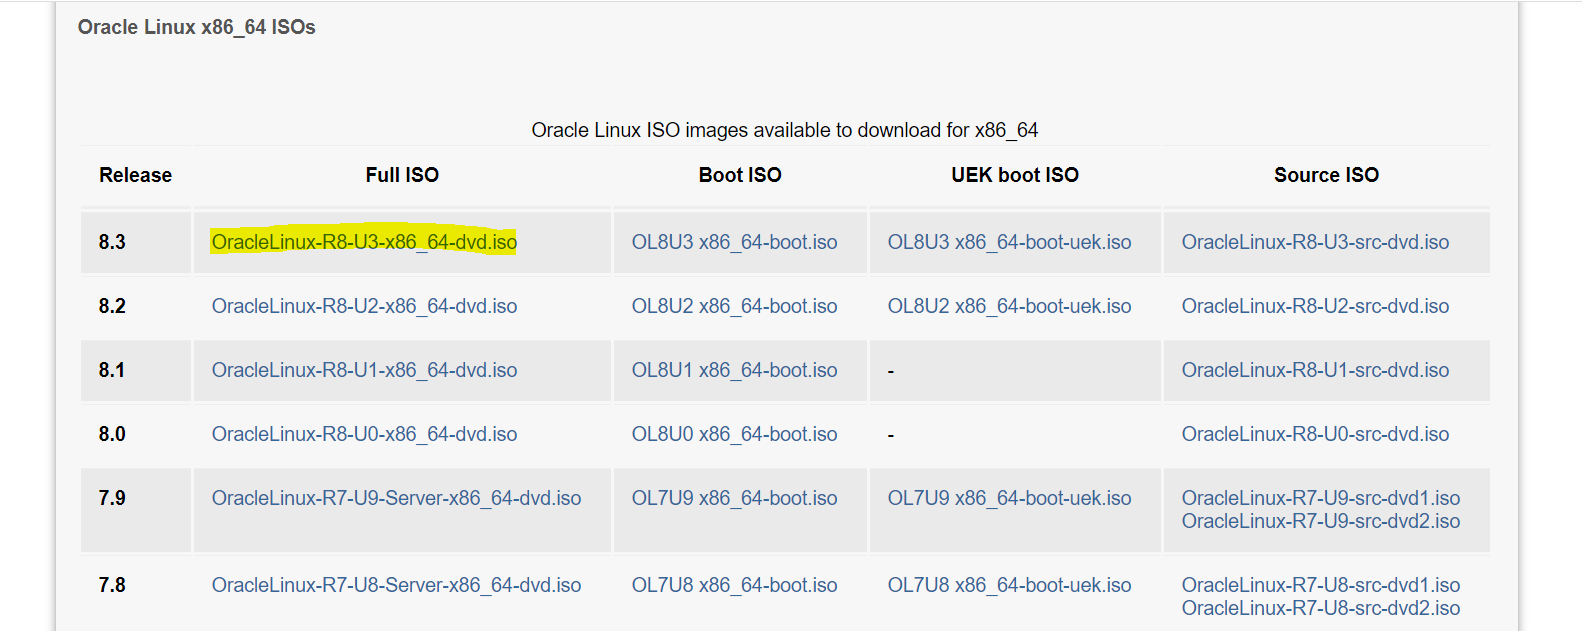 Oracle Linux x86_64 ISOs
Oracle Linux ISO images available to download for x86_64
Release Full ISO Boot ISO UEK boot ISO Source ISO
8.3 OracleLinux-R8-U3-x86_64-dvd.iso OL8U3 x86_64-boot.iso OL8U3 x86_64-boot-uek.iso OracleLinux-R8-U3-src-dvd.iso
8.2 OracleLinux-R8-U2-x86_64-dvd.iso OL8U2 x86_64-boot.iso OL8U2 x86_64-boot-uek.iso OracleLinux-R8-U2-src-dvd.iso
8.1 OracleLinux-R8-U1-x86_64-dvd.iso OL8U1 x86_64-boot.iso - OracleLinux-R8-U1-src-dvd.iso
8.0 OracleLinux-R8-U0-x86_64-dvd.iso OL8U0 x86_64-boot.iso - OracleLinux-R8-U0-src-dvd.iso
7.9 OracleLinux-R7-U9-Server-x86_64-dvd.iso OL7U9 x86_64-boot.iso OL7U9 x86_64-boot-uek.iso OracleLinux-R7-U9-src-dvd1.iso
OracleLinux-R7-U9-src-dvd2.iso
7.8 OracleLinux-R7-U8-Server-x86_64-dvd.iso OL7U8 x86_64-boot.iso OL7U8 x86_64-boot-uek.iso OracleLinux-R7-U8-src-dvd1.iso
OracleLinux-R7-U8-src-dvd2.iso